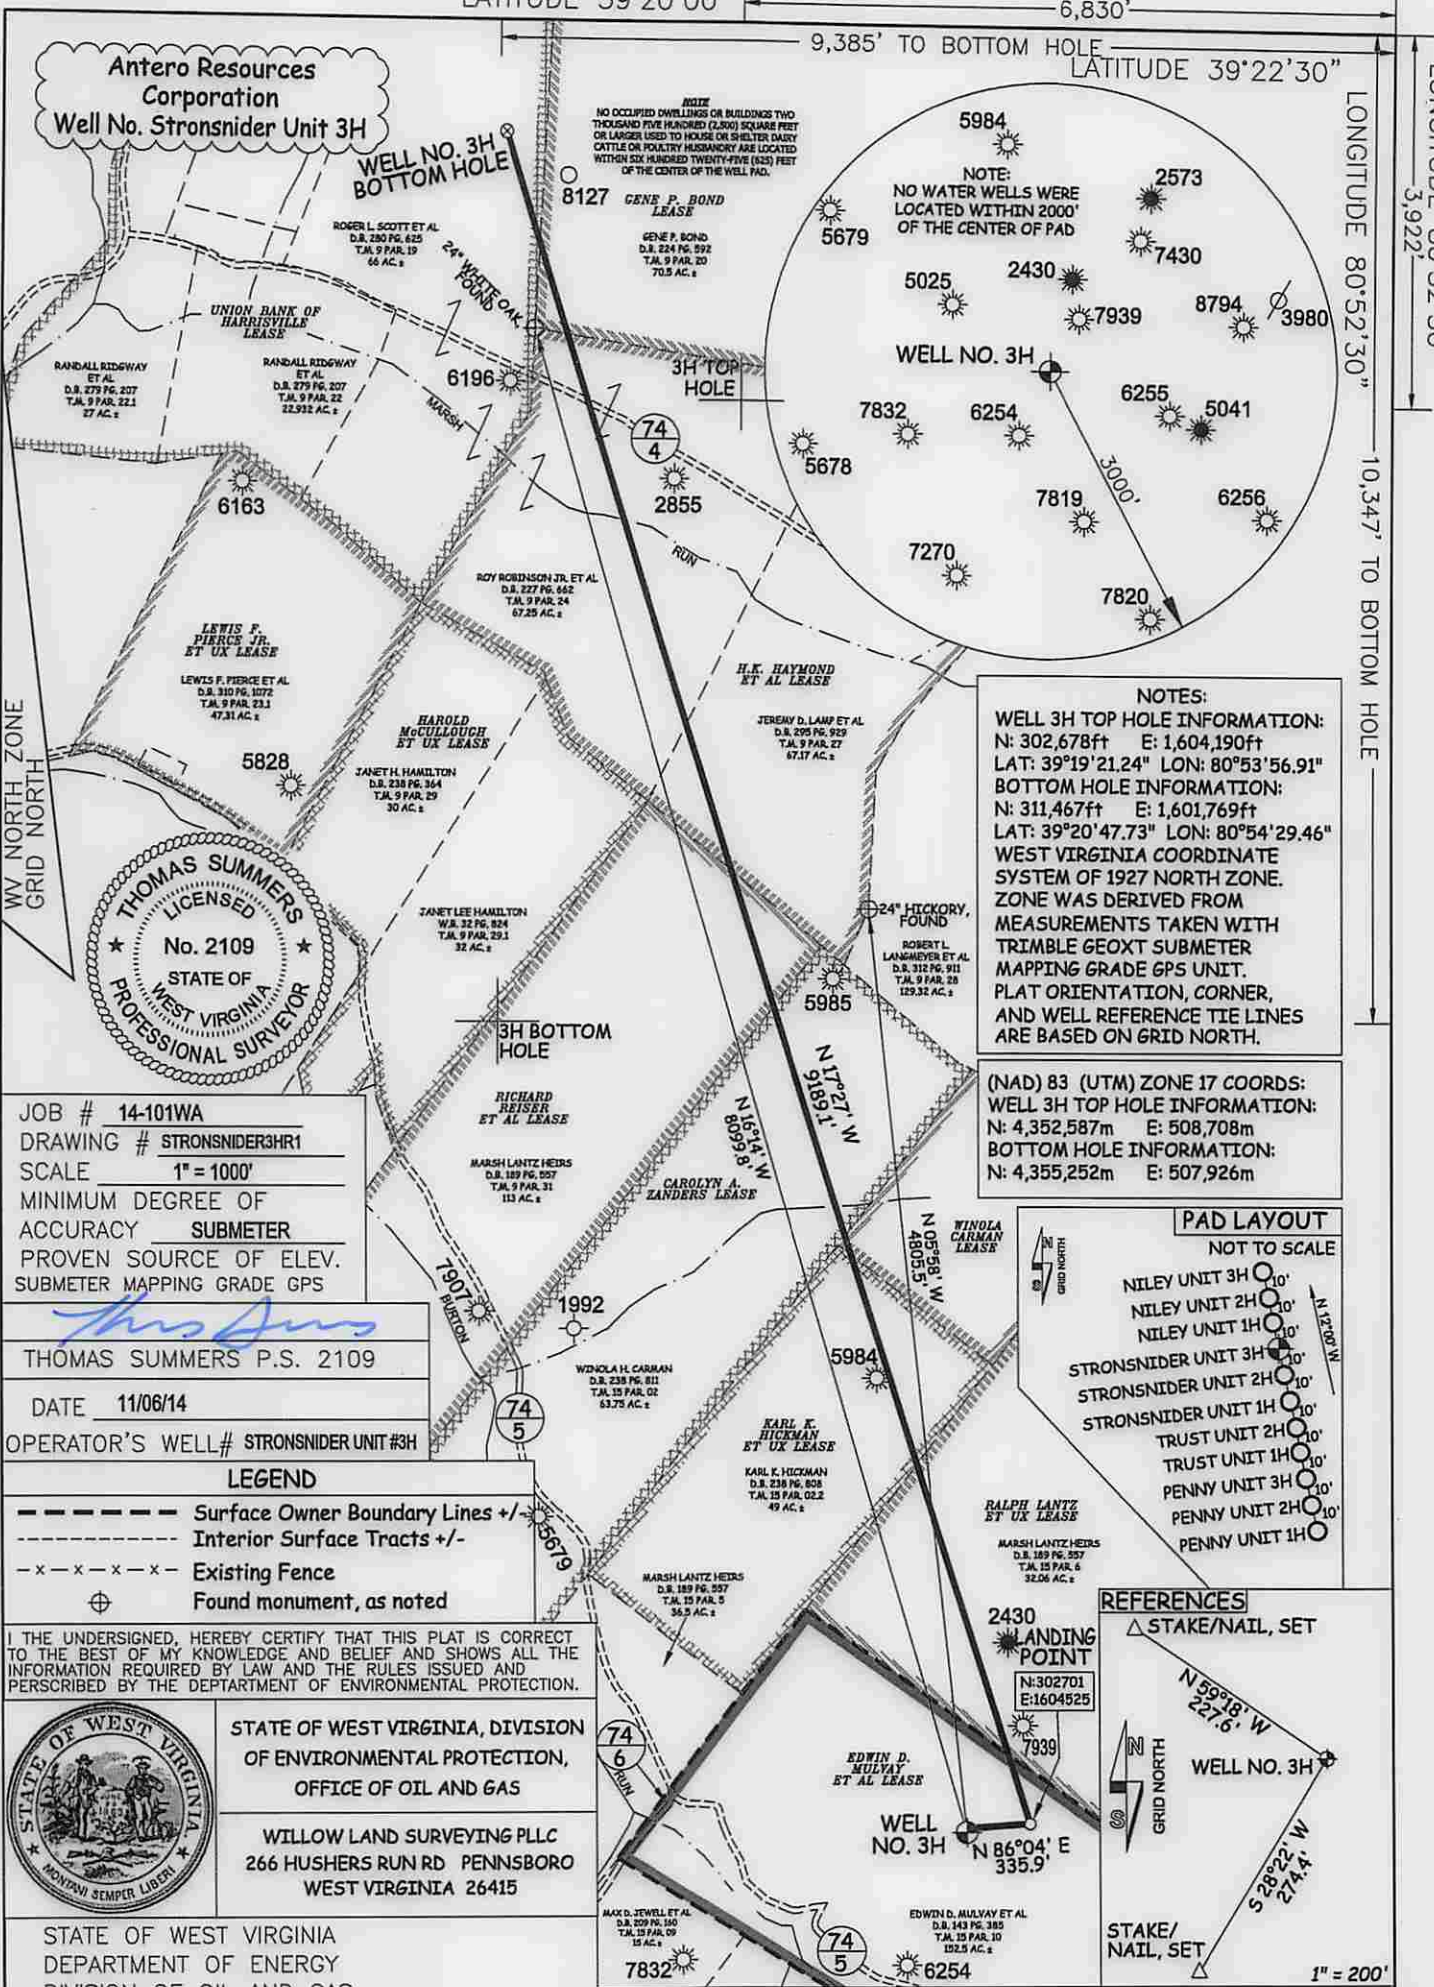 LATITUDE 39°20'00"
6,830'
9,385' TO BOTTOM HOLE
LATITUDE 39°22'30"
LONGITUDE 80°52'30"
3,922'
10,347' TO BOTTOM HOLE
Antero Resources
Corporation
Well No. Stronsnider Unit 3H
WELL NO. 3H
BOTTOM HOLE
8127
NOTE
NO OCCUPIED DWELLINGS OR BUILDINGS TWO
THOUSAND FIVE HUNDRED (2,500) SQUARE FEET
OR LARGER USED TO HOUSE OR SHELTER DAIRY
CATTLE OR POULTRY HUSBANDRY ARE LOCATED
WITHIN SIX HUNDRED TWENTY-FIVE (625) FEET
OF THE CENTER OF THE WELL PAD.
GENE P. BOND
LEASE
GENE P. BOND
D.B. 224 PG. 592
T.M. 9 PAR. 20
70.5 AC.±
ROGER L. SCOTT ET AL
D.B. 280 PG. 625
T.M. 9 PAR. 19
66 AC.±
24" WHITE OAK,
FOUND
UNION BANK OF
HARRISVILLE
LEASE
RANDALL RIDGWAY
ET AL
D.B. 279 PG. 207
T.M. 9 PAR. 22.1
27 AC.±
RANDALL RIDGWAY
ET AL
D.B. 279 PG. 207
T.M. 9 PAR. 22
22.932 AC.±
6196
MARSH
RUN
3H TOP
HOLE
74
4
2855
6163
5984
NOTE:
NO WATER WELLS WERE
LOCATED WITHIN 2000'
OF THE CENTER OF PAD
2573
5679
7430
5025
2430
7939
8794
3980
WELL NO. 3H
6255
5041
7832
6254
5678
3000'
7819
6256
7270
7820
ROY ROBINSON JR. ET AL
D.B. 227 PG. 662
T.M. 9 PAR. 24
67.25 AC.±
LEWIS F.
PIERCE JR.
ET UX LEASE
LEWIS F. PIERCE ET AL
D.B. 310 PG. 1072
T.M. 9 PAR. 23.1
47.31 AC.±
5828
HAROLD
McCULLOUGH
ET UX LEASE
JANET H. HAMILTON
D.B. 238 PG. 364
T.M. 9 PAR. 29
30 AC.±
H.K. HAYMOND
ET AL LEASE
JEREMY D. LAMP ET AL
D.B. 295 PG. 929
T.M. 9 PAR. 27
67.17 AC.±
NOTES:
WELL 3H TOP HOLE INFORMATION:
N: 302,678ft E: 1,604,190ft
LAT: 39°19'21.24" LON: 80°53'56.91"
BOTTOM HOLE INFORMATION:
N: 311,467ft E: 1,601,769ft
LAT: 39°20'47.73" LON: 80°54'29.46"
WEST VIRGINIA COORDINATE
SYSTEM OF 1927 NORTH ZONE.
ZONE WAS DERIVED FROM
MEASUREMENTS TAKEN WITH
TRIMBLE GEOXT SUBMETER
MAPPING GRADE GPS UNIT.
PLAT ORIENTATION, CORNER,
AND WELL REFERENCE TIE LINES
ARE BASED ON GRID NORTH.
WV NORTH ZONE
GRID NORTH
THOMAS SUMMERS
LICENSED
No. 2109
STATE OF
WEST VIRGINIA
PROFESSIONAL SURVEYOR
JANET LEE HAMILTON
W.B. 32 PG. 824
T.M. 9 PAR. 29.1
32 AC.±
24" HICKORY,
FOUND
ROBERT L.
LANGMEYER ET AL
D.B. 312 PG. 911
T.M. 9 PAR. 28
129.32 AC.±
5985
3H BOTTOM
HOLE
N 17°27' W
9189.1'
N 16°14' W
8099.8'
RICHARD
REISER
ET AL LEASE
MARSH LANTZ HEIRS
D.B. 189 PG. 557
T.M. 9 PAR. 31
113 AC.±
CAROLYN A.
ZANDERS LEASE
(NAD) 83 (UTM) ZONE 17 COORDS:
WELL 3H TOP HOLE INFORMATION:
N: 4,352,587m E: 508,708m
BOTTOM HOLE INFORMATION:
N: 4,355,252m E: 507,926m
JOB # 14-101WA
DRAWING # STRONSNIDER3HR1
SCALE 1" = 1000'
MINIMUM DEGREE OF
ACCURACY SUBMETER
PROVEN SOURCE OF ELEV.
SUBMETER MAPPING GRADE GPS
THOMAS SUMMERS P.S. 2109
DATE 11/06/14
OPERATOR'S WELL# STRONSNIDER UNIT #3H
N 05°58' W
4805.5'
WINOLA
CARMAN
LEASE
7907
BURTON
1992
WINOLA H. CARMAN
D.B. 238 PG. 811
T.M. 15 PAR. 02
63.75 AC.±
74
5
5984
PAD LAYOUT
NOT TO SCALE
N
S
GRID NORTH
NILEY UNIT 3H 10'
NILEY UNIT 2H 10'
NILEY UNIT 1H 10'
STRONSNIDER UNIT 3H 10'
STRONSNIDER UNIT 2H 10'
STRONSNIDER UNIT 1H 10'
TRUST UNIT 2H 10'
TRUST UNIT 1H 10'
PENNY UNIT 3H 10'
PENNY UNIT 2H 10'
PENNY UNIT 1H
N 12°00' W
KARL K.
HICKMAN
ET UX LEASE
KARL K. HICKMAN
D.B. 238 PG. 808
T.M. 15 PAR. 02.2
49 AC.±
LEGEND
Surface Owner Boundary Lines +/-
Interior Surface Tracts +/-
Existing Fence
Found monument, as noted
5679
RALPH LANTZ
ET UX LEASE
MARSH LANTZ HEIRS
D.B. 189 PG. 557
T.M. 15 PAR. 6
32.06 AC.±
MARSH LANTZ HEIRS
D.B. 189 PG. 557
T.M. 15 PAR. 5
36.5 AC.±
2430
LANDING
POINT
N:302701
E:1604525
7939
I THE UNDERSIGNED, HEREBY CERTIFY THAT THIS PLAT IS CORRECT
TO THE BEST OF MY KNOWLEDGE AND BELIEF AND SHOWS ALL THE
INFORMATION REQUIRED BY LAW AND THE RULES ISSUED AND
PERSCRIBED BY THE DEPTARTMENT OF ENVIRONMENTAL PROTECTION.
STATE OF WEST VIRGINIA
MONTANI SEMPER LIBERI
STATE OF WEST VIRGINIA, DIVISION
OF ENVIRONMENTAL PROTECTION,
OFFICE OF OIL AND GAS
WILLOW LAND SURVEYING PLLC
266 HUSHERS RUN RD PENNSBORO
WEST VIRGINIA 26415
74
6
RUN
EDWIN D.
MULVAY
ET AL LEASE
WELL
NO. 3H
N 86°04' E
335.9'
REFERENCES
STAKE/NAIL, SET
N 59°18' W
227.6'
WELL NO. 3H
N
S
GRID NORTH
S 28°22' W
274.4'
STAKE/
NAIL, SET
1" = 200'
MAX D. JEWELL ET AL
D.B. 209 PG. 160
T.M. 15 PAR. 09
15 AC.±
7832
74
5
EDWIN D. MULVAY ET AL
D.B. 143 PG. 385
T.M. 15 PAR. 10
152.5 AC.±
6254
STATE OF WEST VIRGINIA
DEPARTMENT OF ENERGY
DIVISION OF OIL AND GAS